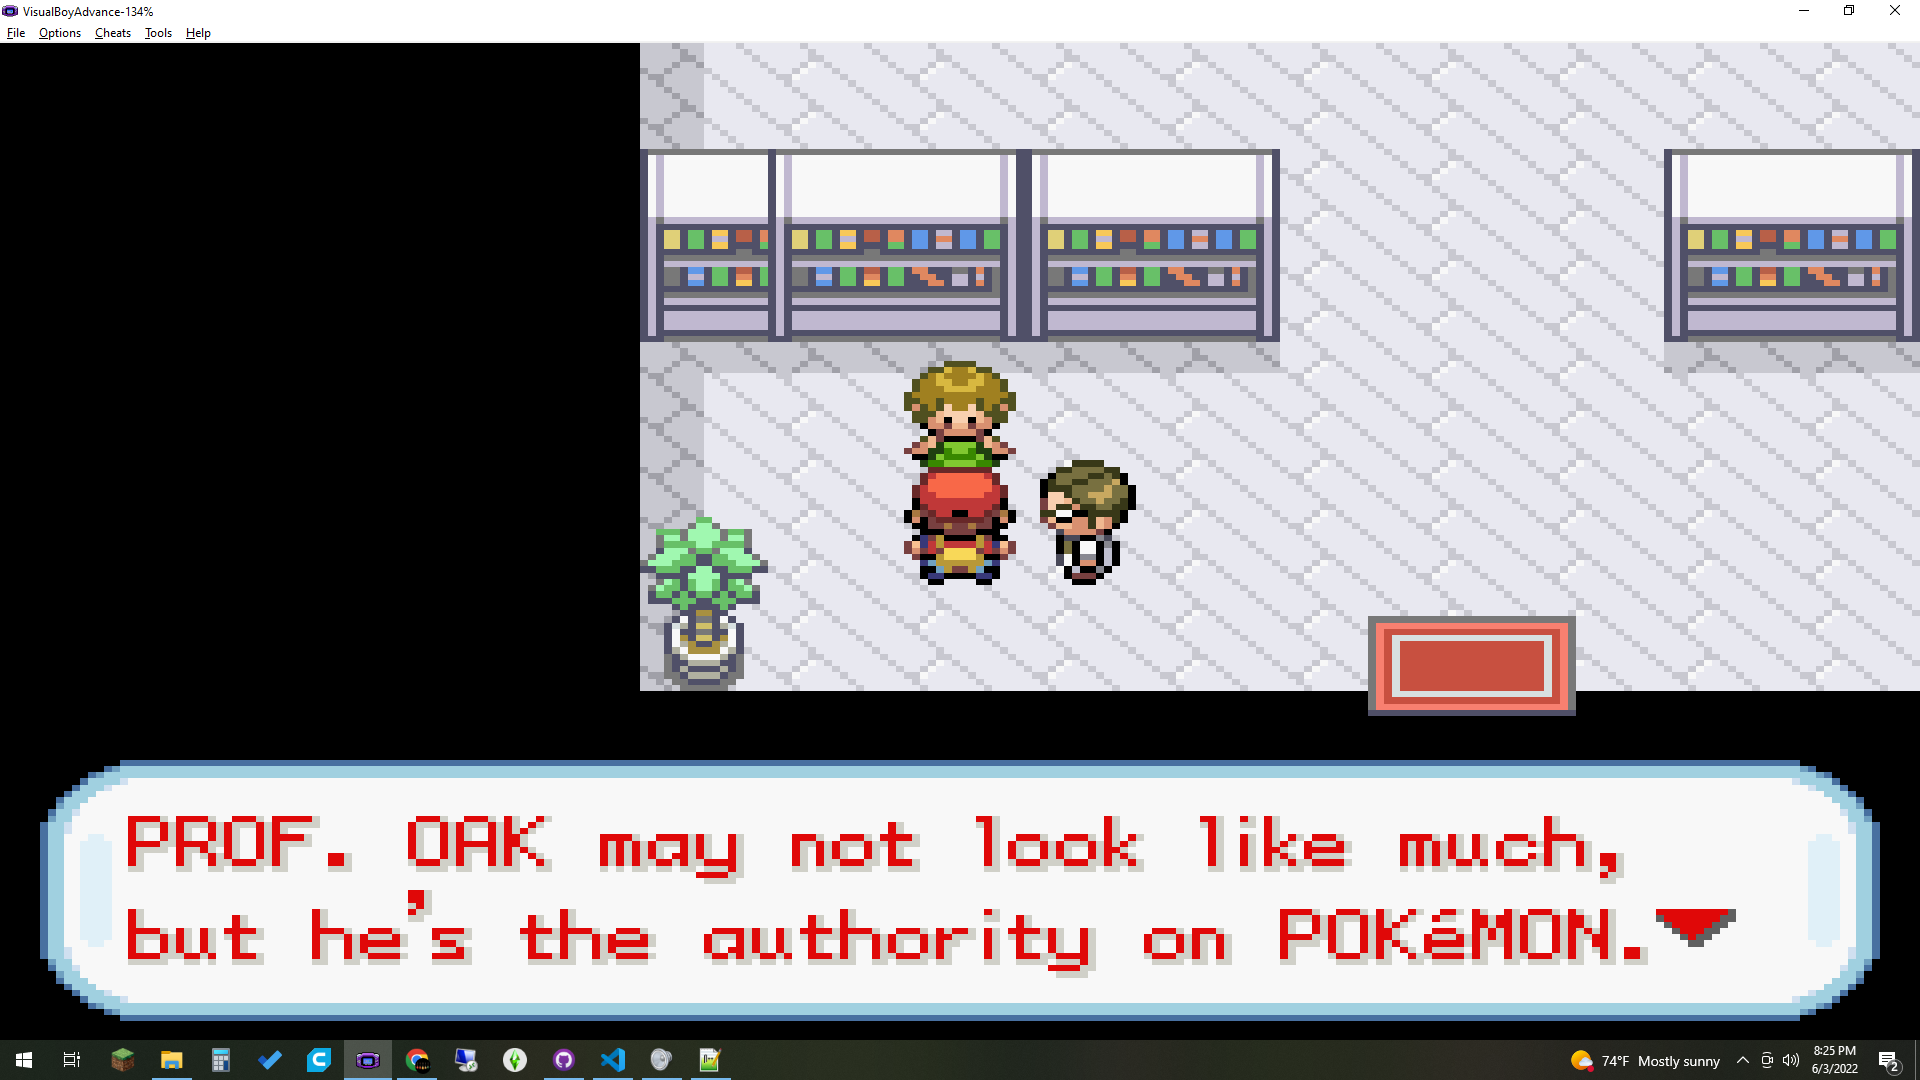 VisualBoyAdvance-134%
File Options Cheats Tools Help
PROF. OAK may not look like much,
but he's the authority on POKéMON.
74°F Mostly sunny
8:25 PM
6/3/2022
2